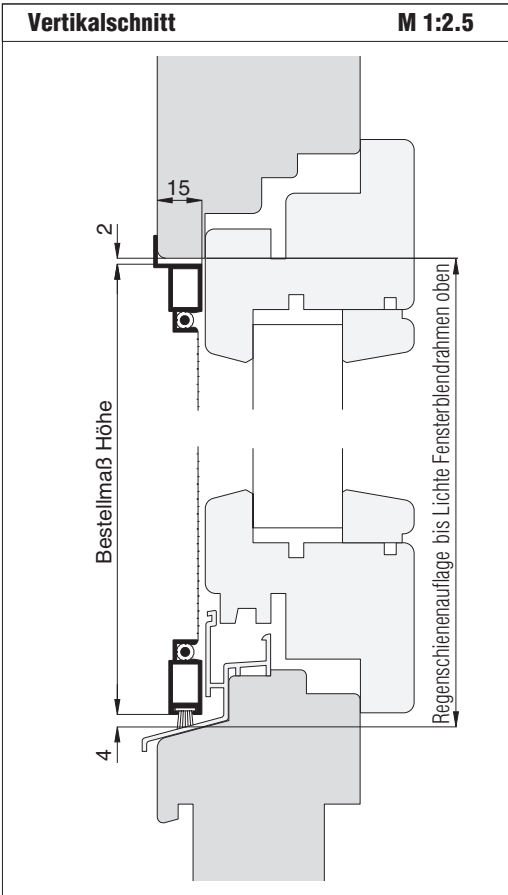 Vertikalschnitt M 1:2.5
15
2
Bestellmaß Höhe
Regenschienenauflage bis Lichte Fensterblendrahmen oben
4